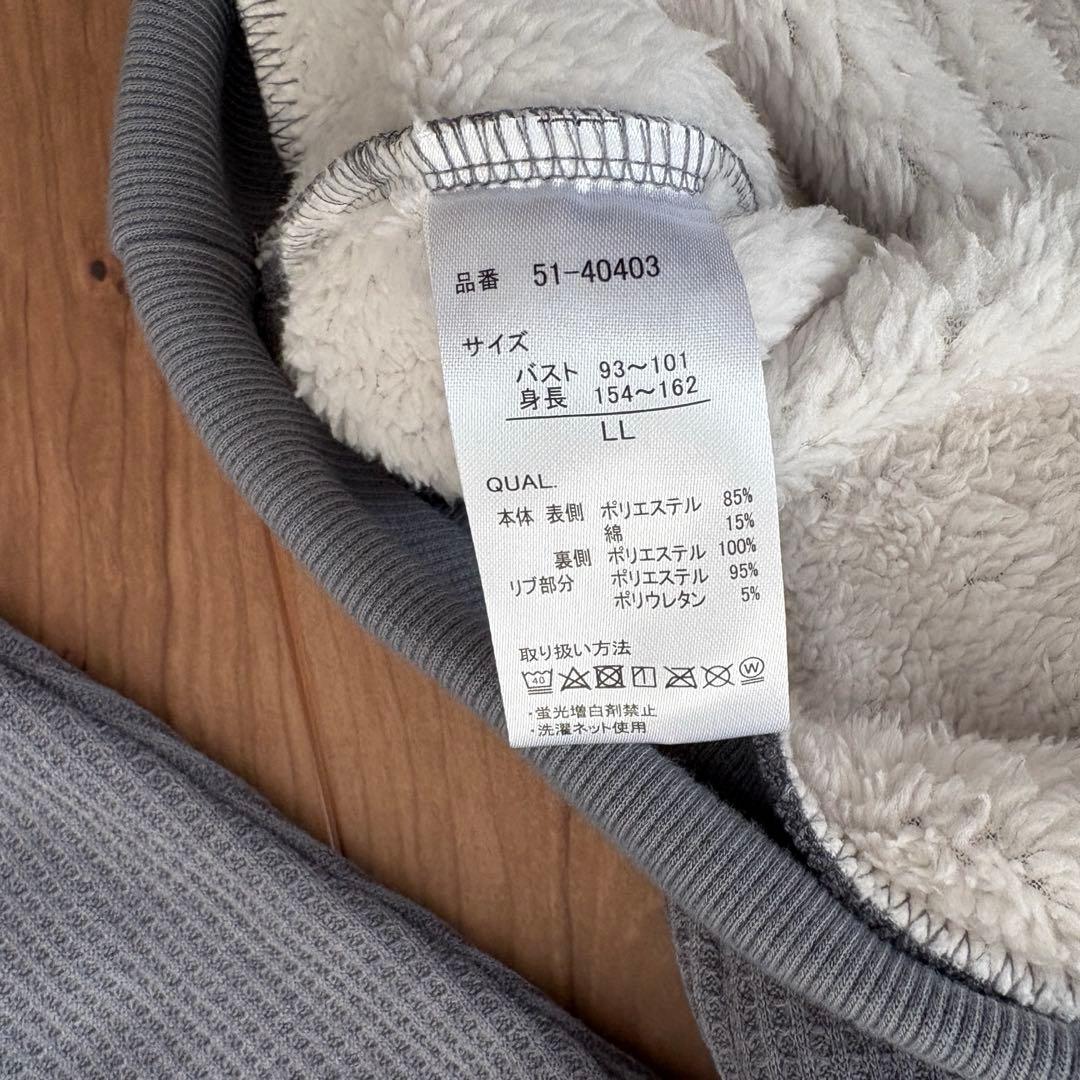 品番 51-40403
サイズ
バスト 93～101
身長 154～162
LL
QUAL.
本体 表側 ポリエステル 85%
綿 15%
裏側 ポリエステル 100%
リブ部分 ポリエステル 95%
ポリウレタン 5%
取り扱い方法
40 W
・蛍光増白剤禁止
・洗濯ネット使用